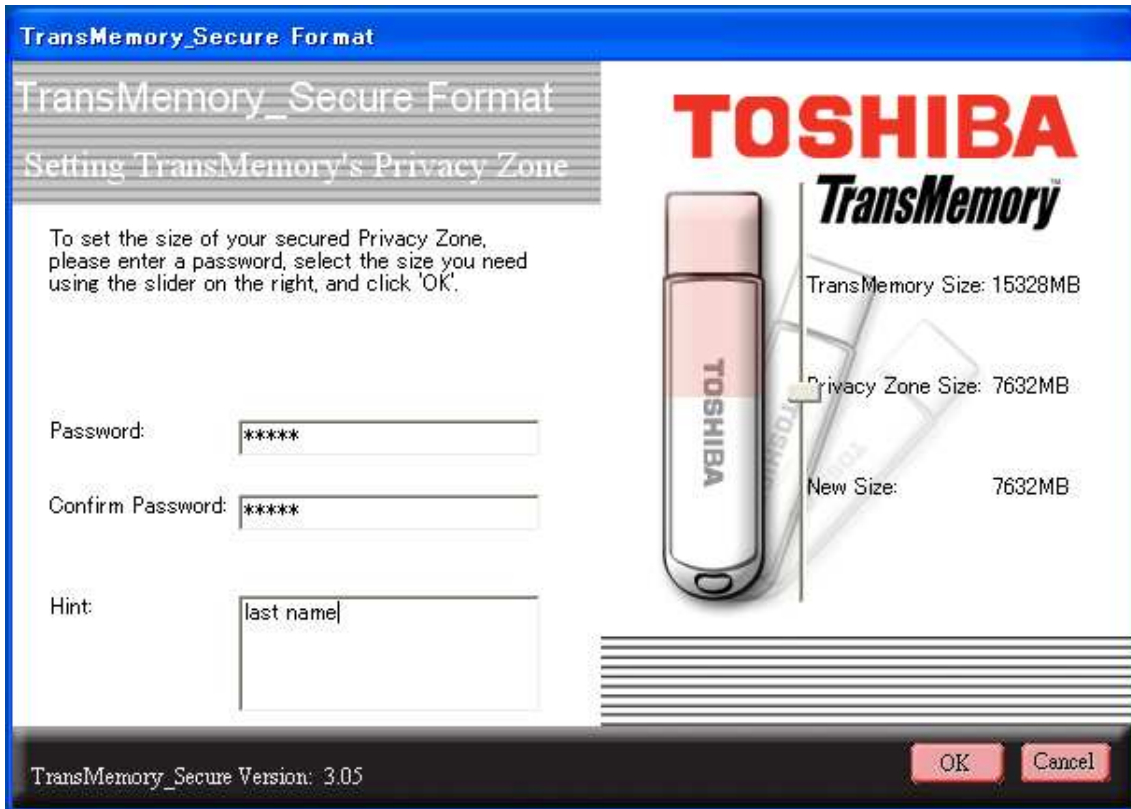 TransMemory_Secure Format
TransMemory_Secure Format
Setting TransMemory's Privacy Zone
To set the size of your secured Privacy Zone,
please enter a password, select the size you need
using the slider on the right, and click 'OK'.
Password: *****
Confirm Password: *****
Hint: last name
TOSHIBA
TransMemory™
TOSHIBA
TOSHIBA
TOSHIBA
TransMemory Size: 15328MB
Privacy Zone Size: 7632MB
New Size: 7632MB
TransMemory_Secure Version: 3.05
OK
Cancel